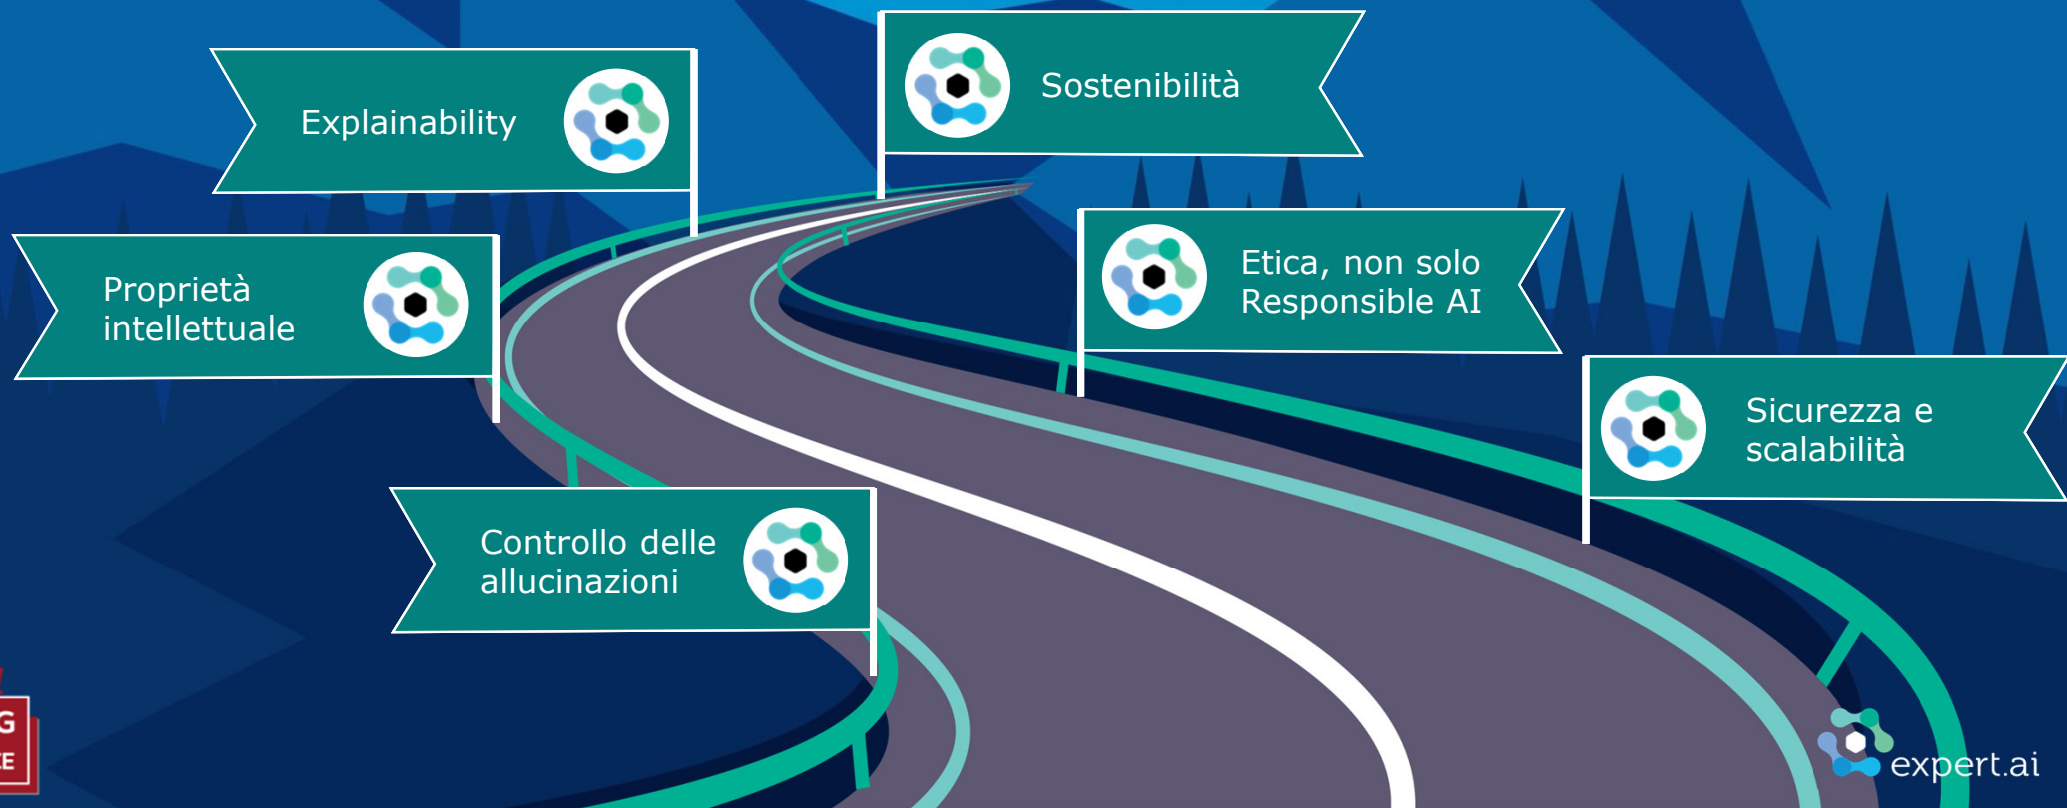 Explainability
Sostenibilità
Proprietà
intellettuale
Etica, non solo
Responsible AI
Sicurezza e
scalabilità
Controllo delle
allucinazioni
expert.ai